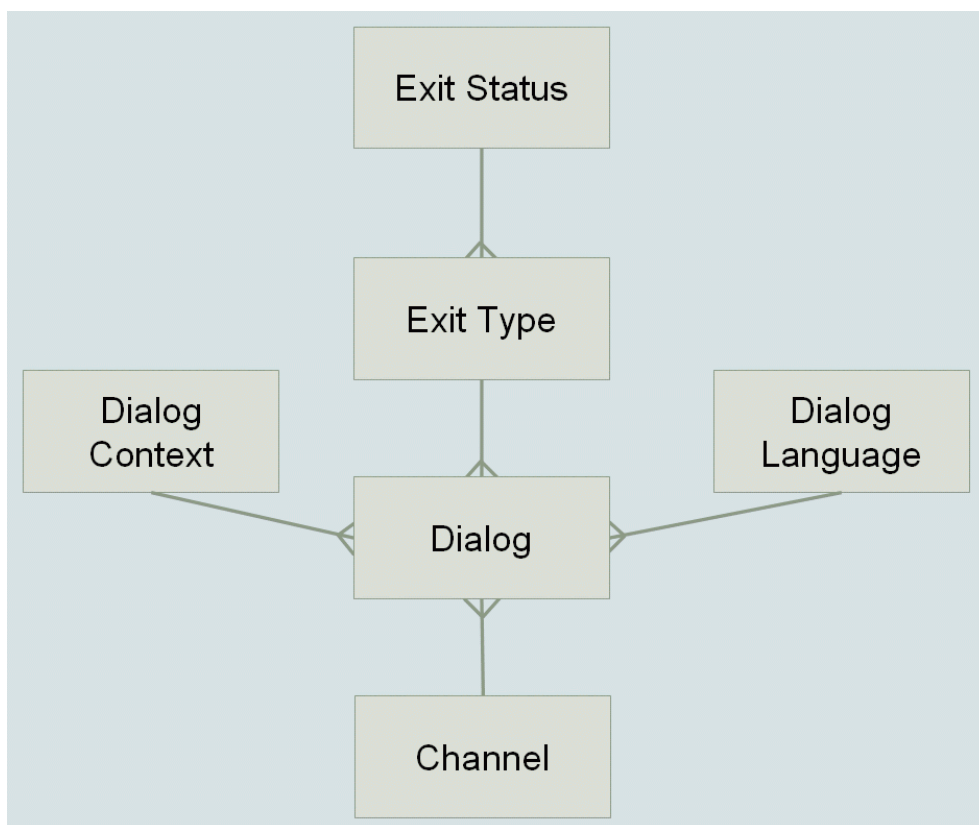 Exit Status
Exit Type
Dialog
Context
Dialog
Language
Dialog
Channel